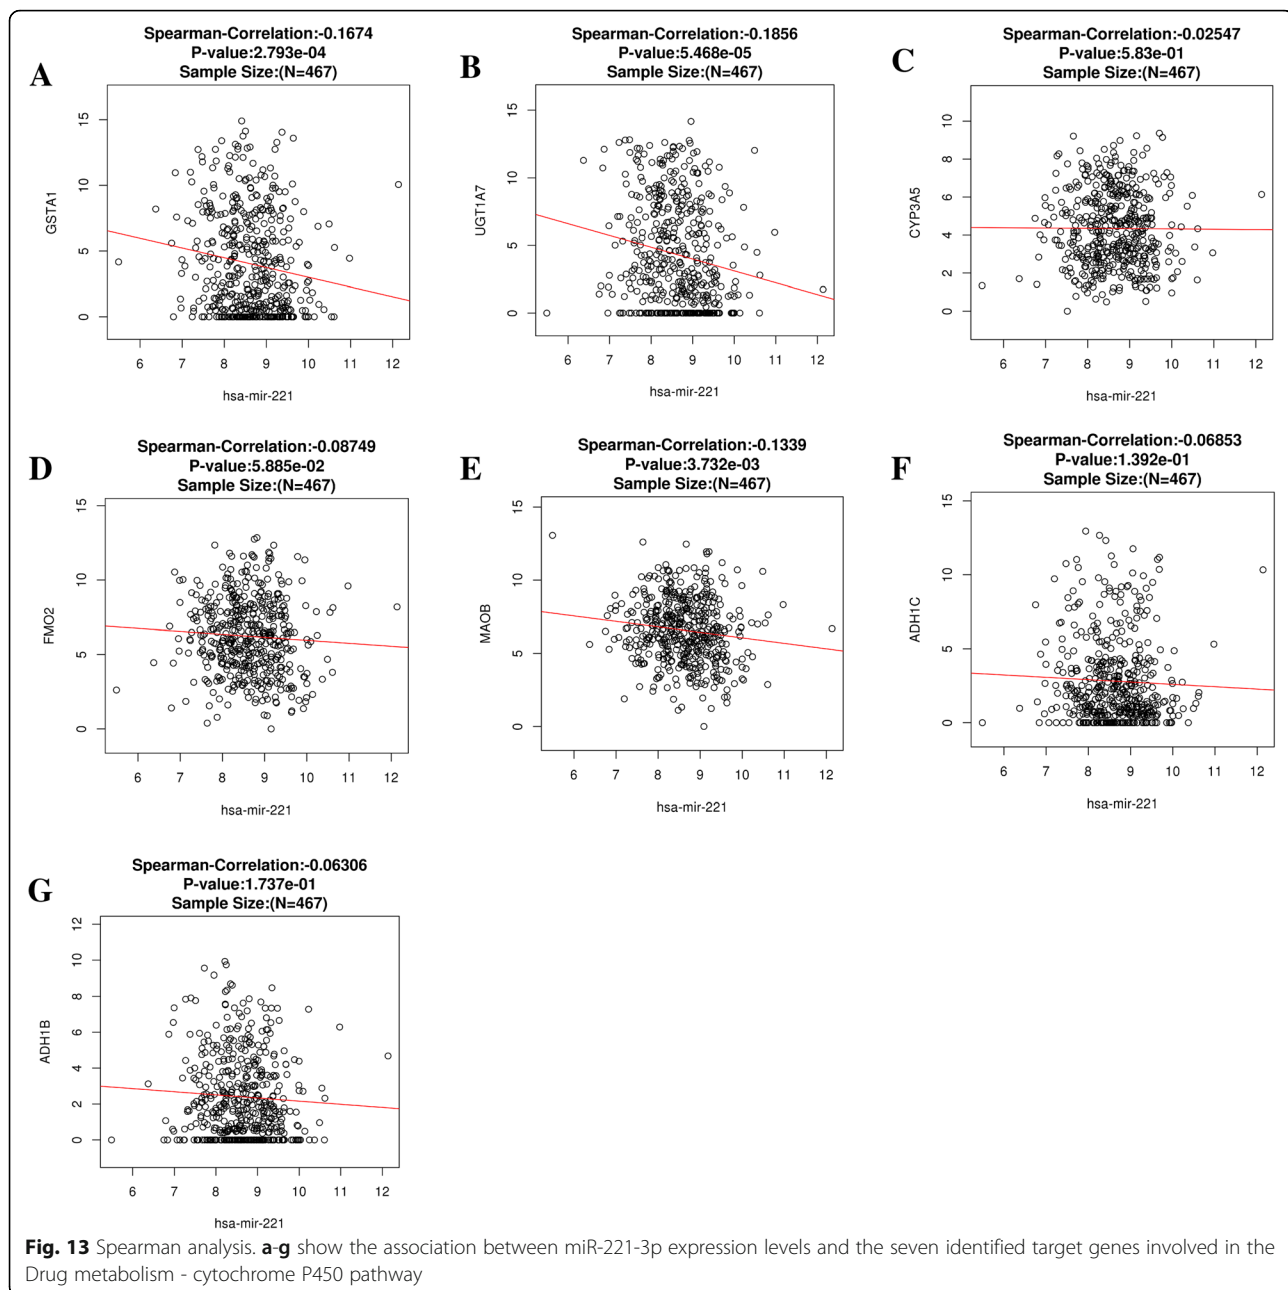 Spearman-Correlation:-0.1674
P-value:2.793e-04
Sample Size:(N=467)
A
GSTA1
15
10
5
0
6 7 8 9 10 11 12
hsa-mir-221
Spearman-Correlation:-0.1856
P-value:5.468e-05
Sample Size:(N=467)
B
UGT1A7
15
10
5
0
6 7 8 9 10 11 12
hsa-mir-221
Spearman-Correlation:-0.02547
P-value:5.83e-01
Sample Size:(N=467)
C
CYP3A5
10
8
6
4
2
0
6 7 8 9 10 11 12
hsa-mir-221
Spearman-Correlation:-0.08749
P-value:5.885e-02
Sample Size:(N=467)
D
FMO2
15
10
5
0
6 7 8 9 10 11 12
hsa-mir-221
Spearman-Correlation:-0.1339
P-value:3.732e-03
Sample Size:(N=467)
E
MAOB
15
10
5
0
6 7 8 9 10 11 12
hsa-mir-221
Spearman-Correlation:-0.06853
P-value:1.392e-01
Sample Size:(N=467)
F
ADH1C
15
10
5
0
6 7 8 9 10 11 12
hsa-mir-221
Spearman-Correlation:-0.06306
P-value:1.737e-01
Sample Size:(N=467)
G
ADH1B
12
10
8
6
4
2
0
6 7 8 9 10 11 12
hsa-mir-221
Fig. 13 Spearman analysis. a-g show the association between miR-221-3p expression levels and the seven identified target genes involved in the
Drug metabolism - cytochrome P450 pathway